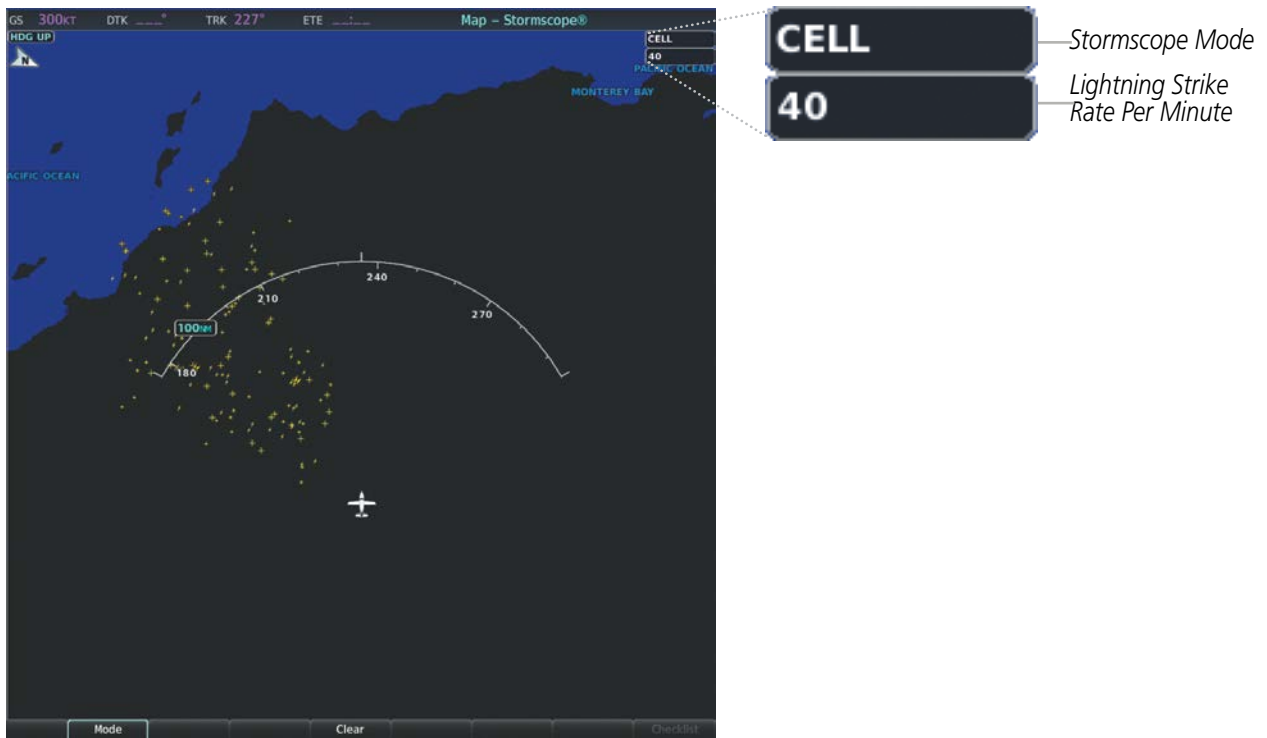 GS 300KT DTK ___° TRK 227° ETE __:__ Map – Stormscope®
HDG UP
N
CELL
40
PACIFIC OCEAN
MONTEREY BAY
ACIFIC OCEAN
240
210
270
100NM
180
Mode Clear Checklist
CELL
Stormscope Mode
40
Lightning Strike
Rate Per Minute